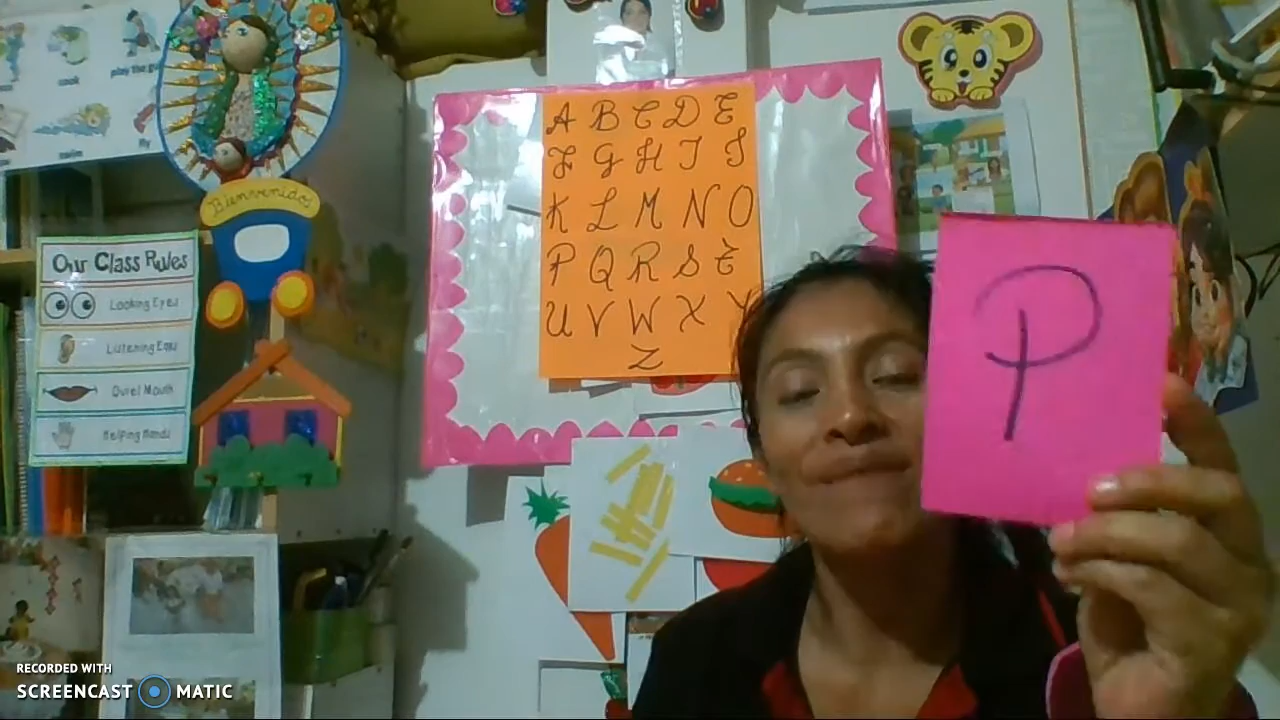 cook
play the
Bienvenidos
Our Class Rules
Looking Eyes
Listening Ears
Quiet Mouth
Helping Hands
A B C D E
F G H I J
K L M N O
P Q R S T
U V W X Y
Z
P
RECORDED WITH
SCREENCAST MATIC